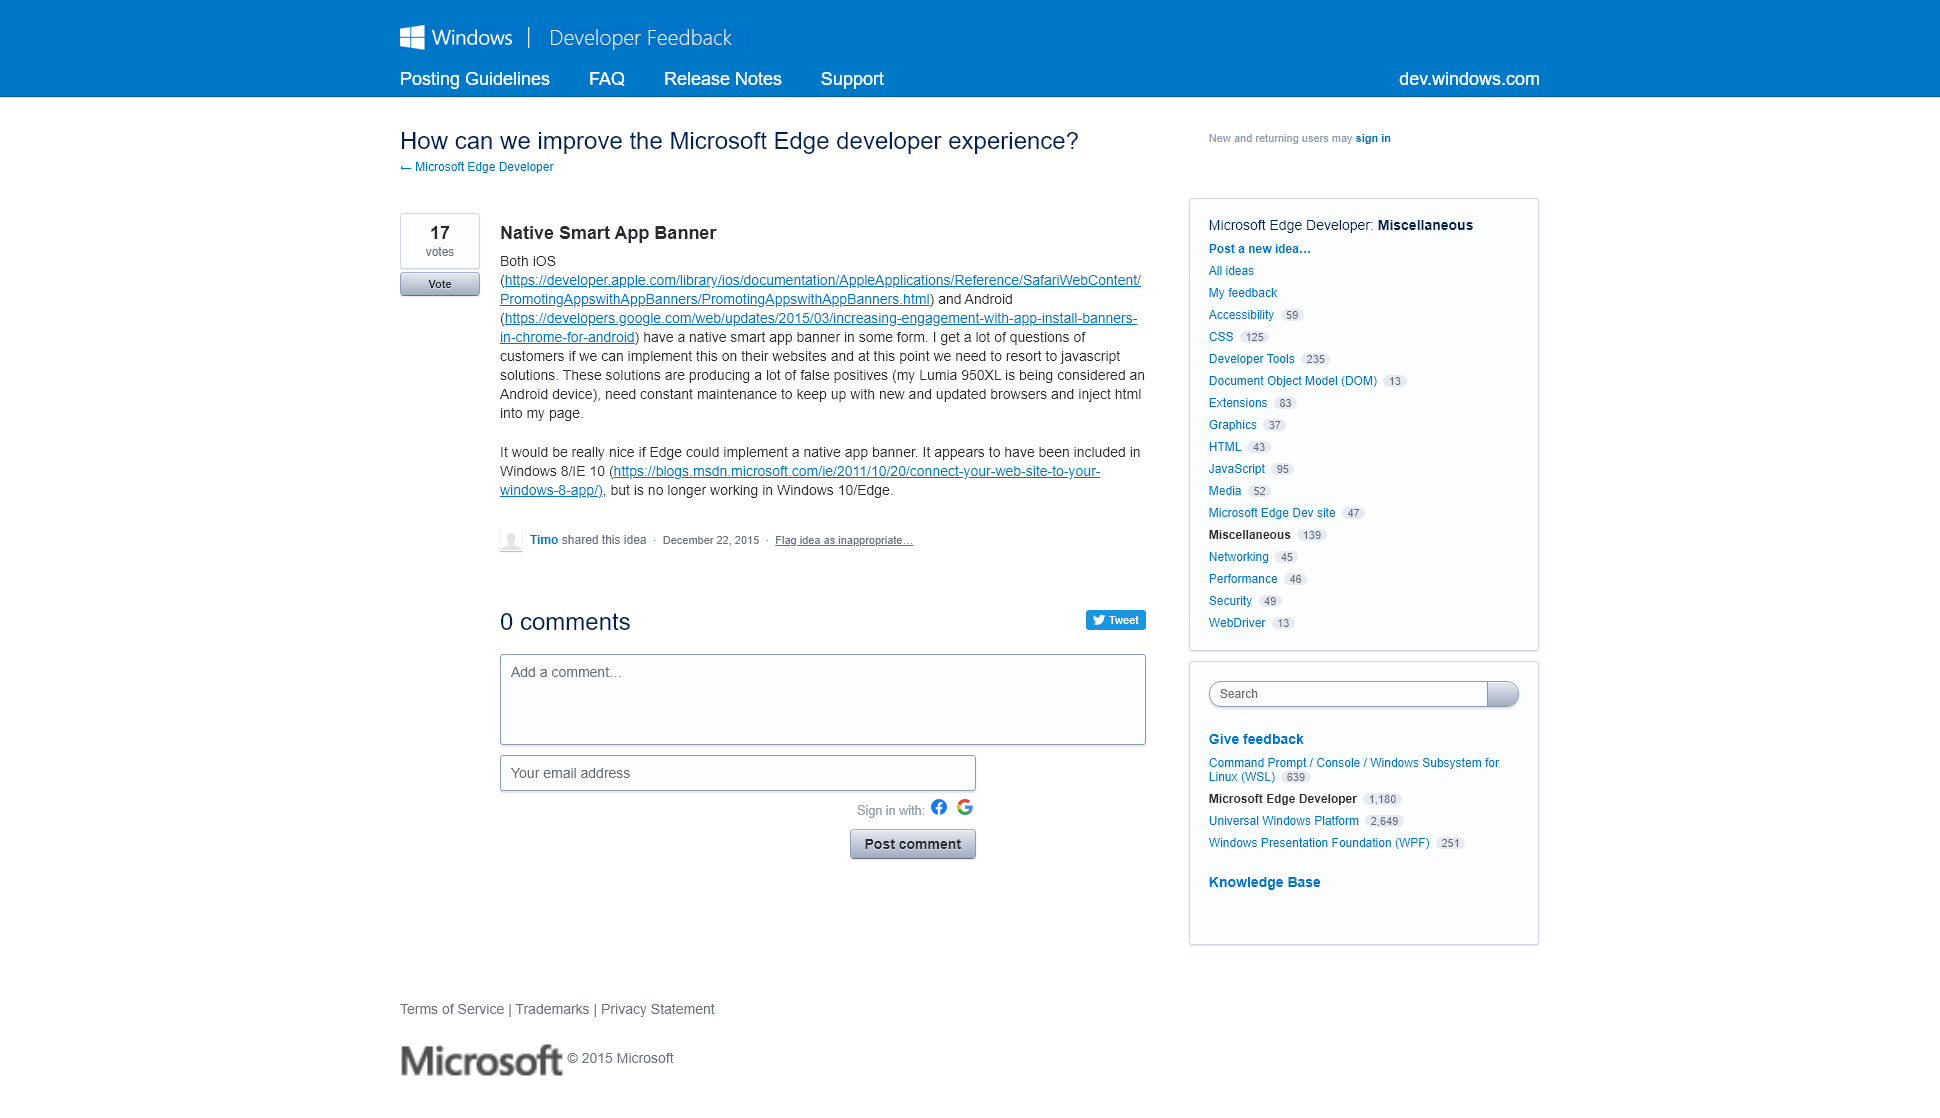 Windows | Developer Feedback
Posting Guidelines FAQ Release Notes Support dev.windows.com
How can we improve the Microsoft Edge developer experience?
← Microsoft Edge Developer
New and returning users may sign in
17
votes
Vote
Native Smart App Banner
Both iOS
(https://developer.apple.com/library/ios/documentation/AppleApplications/Reference/SafariWebContent/
PromotingAppswithAppBanners/PromotingAppswithAppBanners.html) and Android
(https://developers.google.com/web/updates/2015/03/increasing-engagement-with-app-install-banners-
in-chrome-for-android) have a native smart app banner in some form. I get a lot of questions of
customers if we can implement this on their websites and at this point we need to resort to javascript
solutions. These solutions are producing a lot of false positives (my Lumia 950XL is being considered an
Android device), need constant maintenance to keep up with new and updated browsers and inject html
into my page.
It would be really nice if Edge could implement a native app banner. It appears to have been included in
Windows 8/IE 10 (https://blogs.msdn.microsoft.com/ie/2011/10/20/connect-your-web-site-to-your-
windows-8-app/), but is no longer working in Windows 10/Edge.
Timo shared this idea · December 22, 2015 · Flag idea as inappropriate…
0 comments
Tweet
Add a comment…
Your email address
Sign in with:
Post comment
Microsoft Edge Developer: Miscellaneous
Post a new idea…
All ideas
My feedback
Accessibility 59
CSS 125
Developer Tools 235
Document Object Model (DOM) 13
Extensions 83
Graphics 37
HTML 43
JavaScript 95
Media 52
Microsoft Edge Dev site 47
Miscellaneous 139
Networking 45
Performance 46
Security 49
WebDriver 13
Search
Give feedback
Command Prompt / Console / Windows Subsystem for
Linux (WSL) 639
Microsoft Edge Developer 1,180
Universal Windows Platform 2,649
Windows Presentation Foundation (WPF) 251
Knowledge Base
Terms of Service | Trademarks | Privacy Statement
Microsoft © 2015 Microsoft